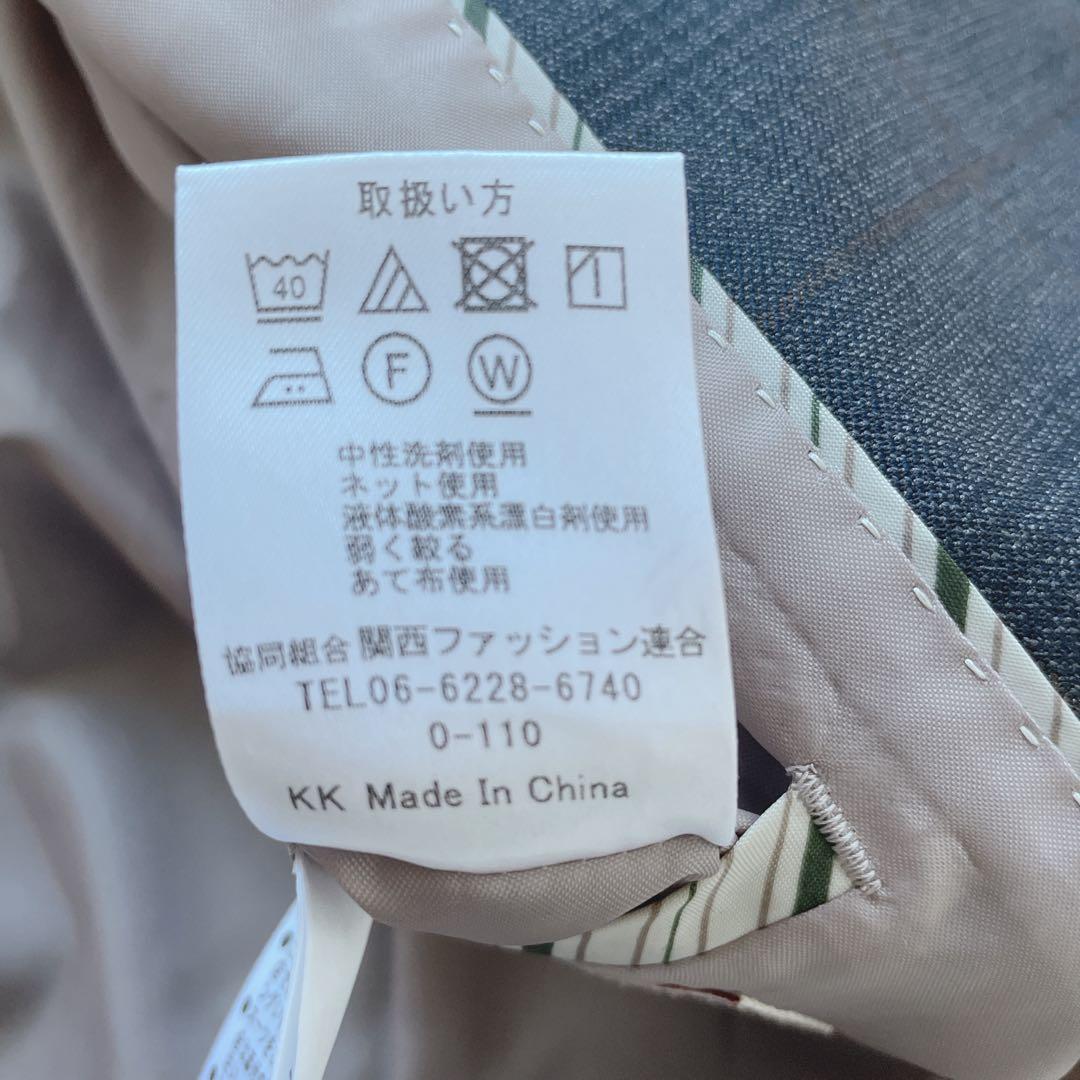 取扱い方
40
F W
中性洗剤使用
ネット使用
液体酸素系漂白剤使用
弱く絞る
あて布使用
協同組合 関西ファッション連合
TEL06-6228-6740
0-110
KK Made In China